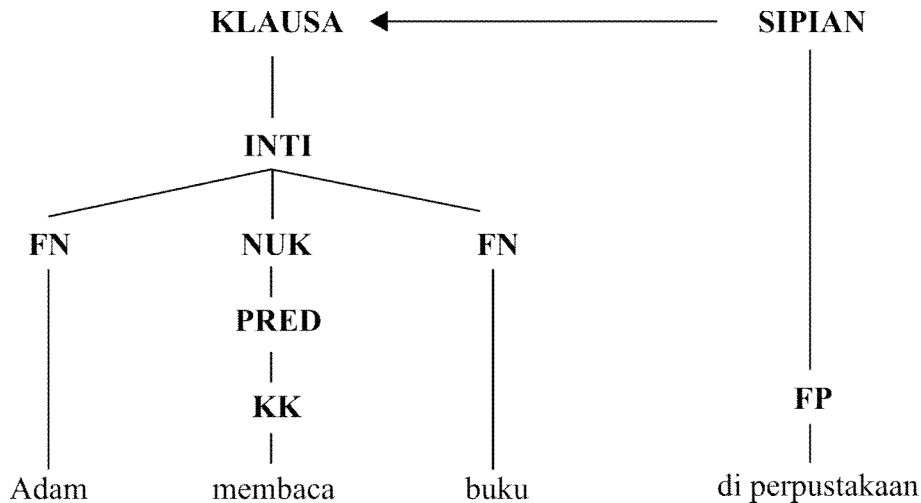 KLAUSA SIPIAN
INTI
FN NUK FN
PRED
KK FP
Adam membaca buku di perpustakaan